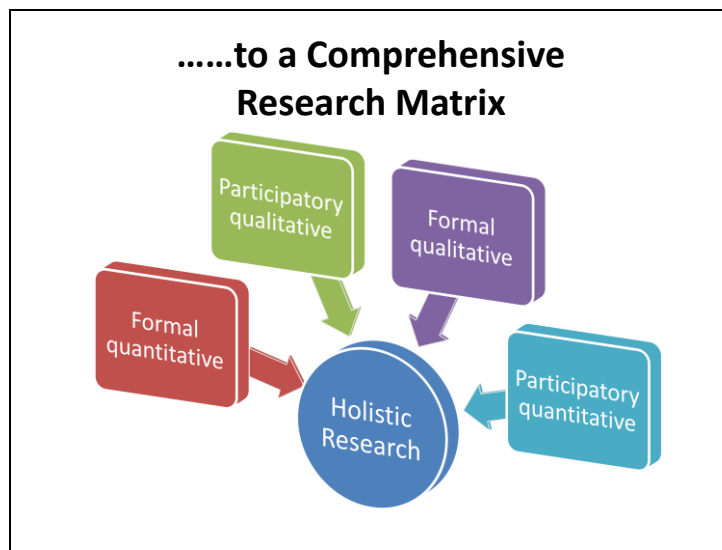 ……to a Comprehensive
Research Matrix
Participatory
qualitative
Formal
qualitative
Formal
quantitative
Participatory
quantitative
Holistic
Research